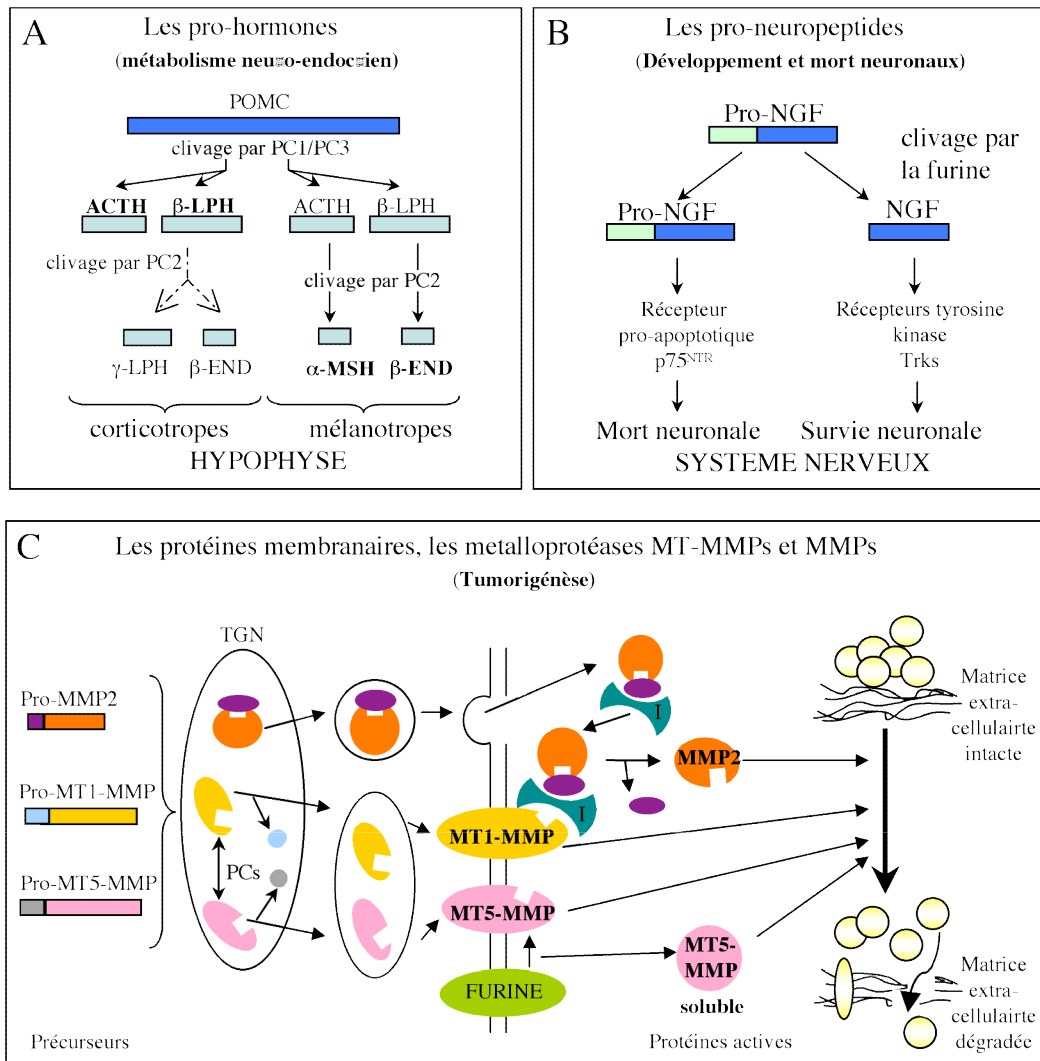 A
Les pro-hormones
(métabolisme neuro-endocrien)
POMC
clivage par PC1/PC3
ACTH β-LPH ACTH β-LPH
clivage par PC2
clivage par PC2
γ-LPH β-END α-MSH β-END
corticotropes mélanotropes
HYPOPHYSE
B
Les pro-neuropeptides
(Développement et mort neuronaux)
Pro-NGF
clivage par
la furine
Pro-NGF
NGF
Récepteur
pro-apoptotique
p75NTR
Récepteurs tyrosine
kinase
Trks
Mort neuronale Survie neuronale
SYSTEME NERVEUX
C
Les protéines membranaires, les metalloprotéases MT-MMPs et MMPs
(Tumorigénèse)
TGN
Pro-MMP2
Pro-MT1-MMP
Pro-MT5-MMP
PCs
I
I
MMP2
MT1-MMP
MT5-MMP
FURINE
MT5-
MMP
soluble
Matrice
extra-
cellulairte
intacte
Matrice
extra-
cellulairte
dégradée
Précurseurs
Protéines actives